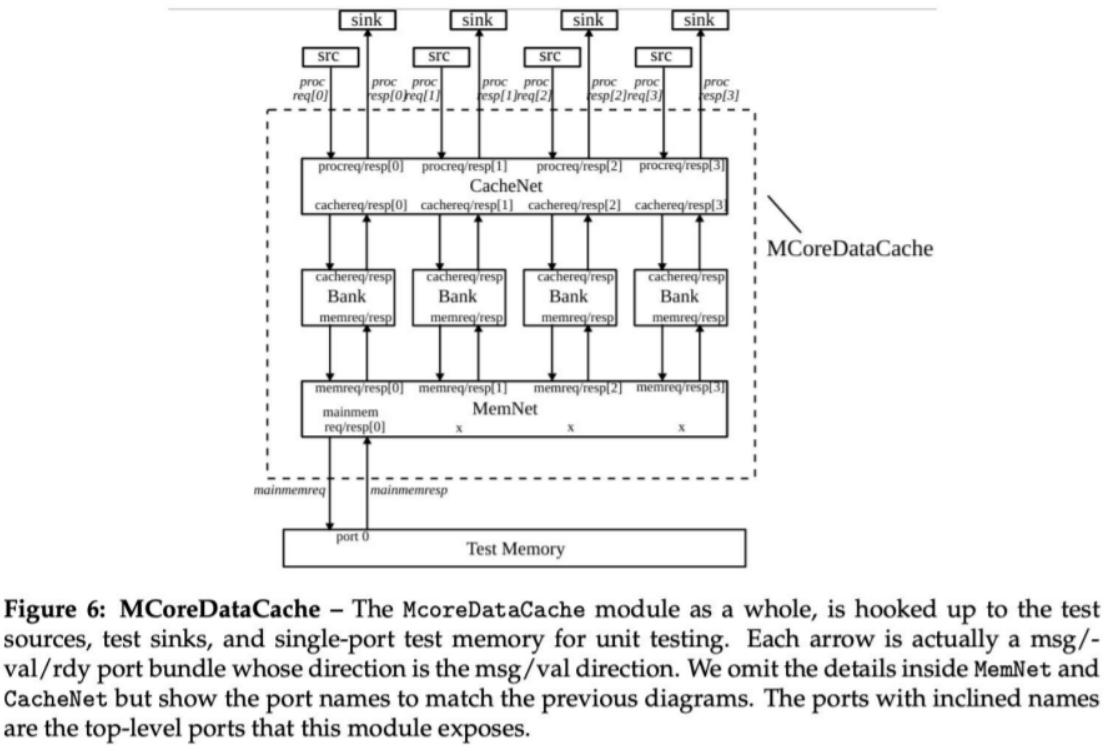 sink sink sink sink
src src src src
proc proc proc proc proc proc proc proc
req[0] resp[0] req[1] resp[1] req[2] resp[2] req[3] resp[3]
procreq/resp[0] procreq/resp[1] procreq/resp[2] procreq/resp[3]
CacheNet
cachereq/resp[0] cachereq/resp[1] cachereq/resp[2] cachereq/resp[3]
MCoreDataCache
cachereq/resp cachereq/resp cachereq/resp cachereq/resp
Bank Bank Bank Bank
memreq/resp memreq/resp memreq/resp memreq/resp
memreq/resp[0] memreq/resp[1] memreq/resp[2] memreq/resp[3]
MemNet
mainmem
req/resp[0] x x x
mainmemreq mainmemresp
port 0
Test Memory
Figure 6: MCoreDataCache – The McoreDataCache module as a whole, is hooked up to the test
sources, test sinks, and single-port test memory for unit testing. Each arrow is actually a msg/-
val/rdy port bundle whose direction is the msg/val direction. We omit the details inside MemNet and
CacheNet but show the port names to match the previous diagrams. The ports with inclined names
are the top-level ports that this module exposes.